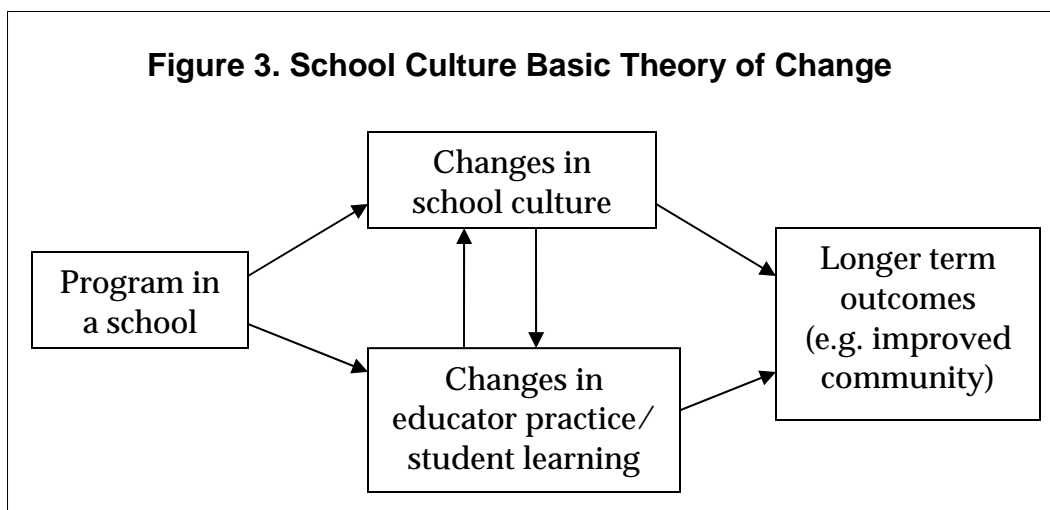 Figure 3. School Culture Basic Theory of Change
Changes in
school culture
Program in
a school
Longer term
outcomes
(e.g. improved
community)
Changes in
educator practice/
student learning